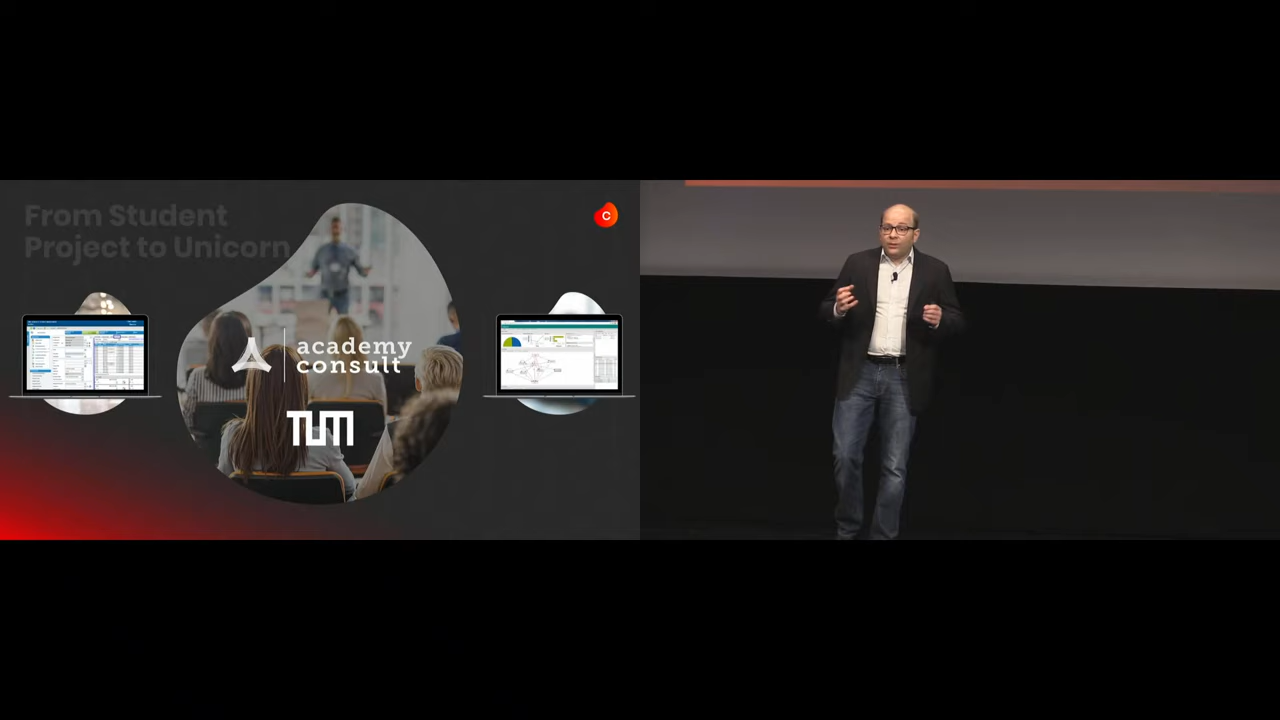 From Student
Project to Unicorn
C
academy
consult
TUM